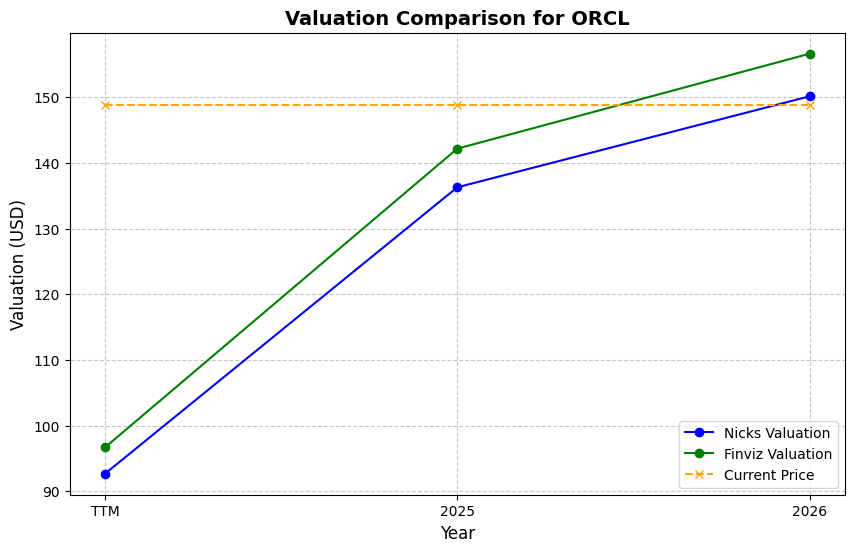 Valuation Comparison for ORCL
Valuation (USD)
150
140
130
120
110
100
90
TTM
2025
2026
Year
Nicks Valuation
Finviz Valuation
Current Price